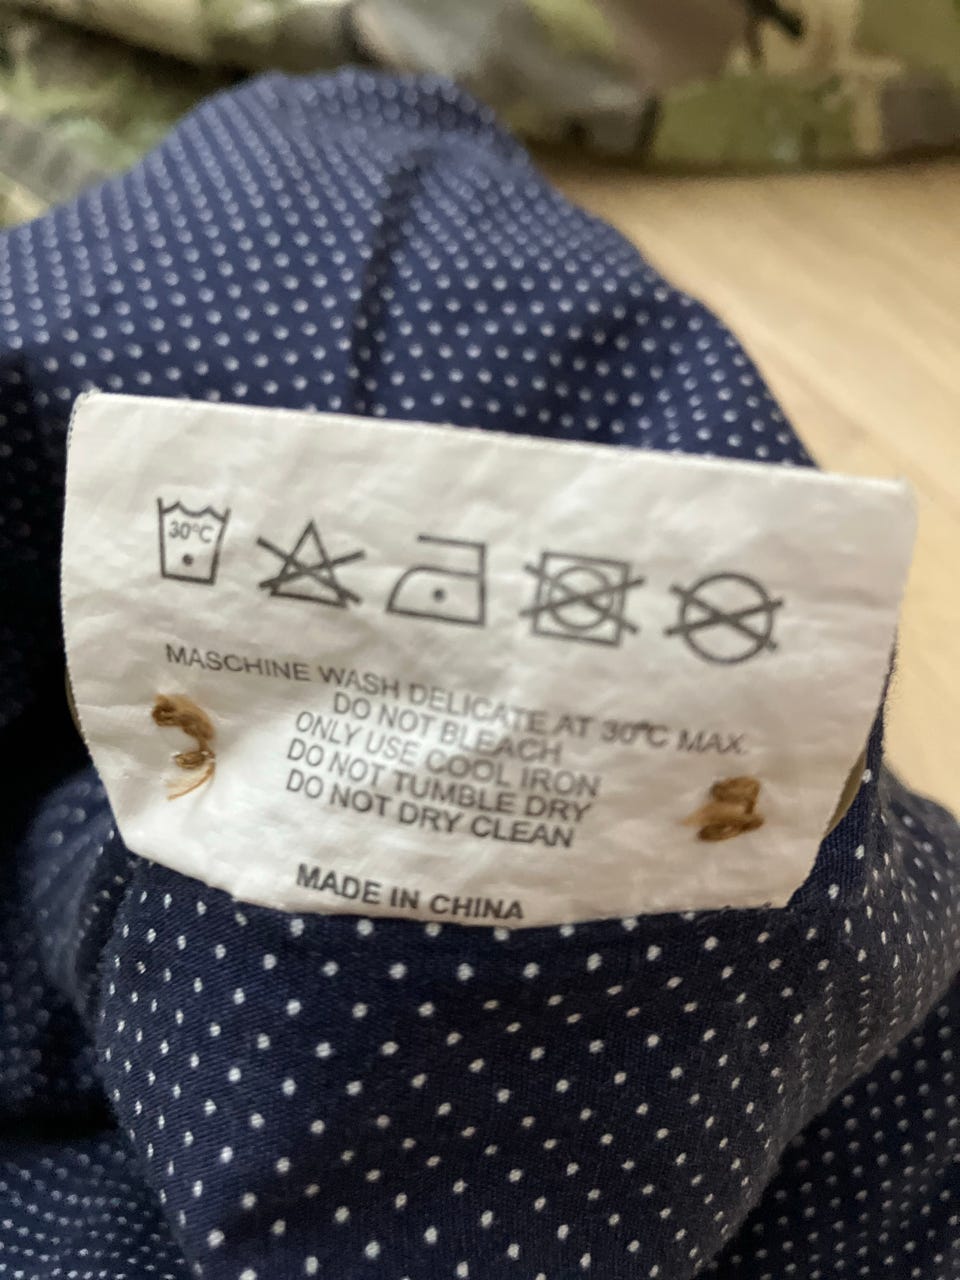 30°C
MASCHINE WASH DELICATE AT 30°C MAX.
DO NOT BLEACH
ONLY USE COOL IRON
DO NOT TUMBLE DRY
DO NOT DRY CLEAN
MADE IN CHINA